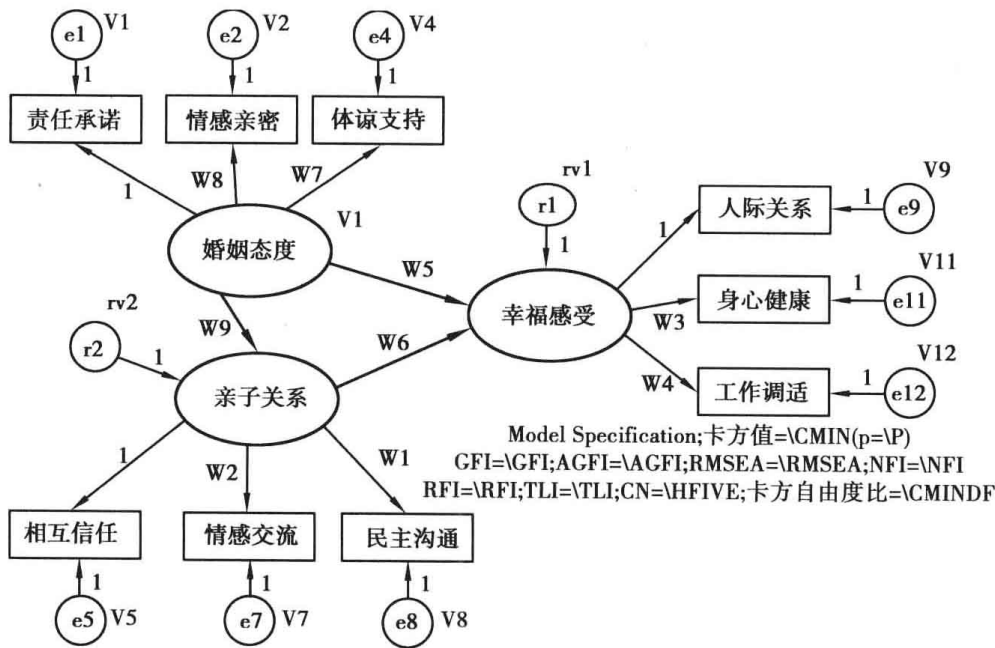 e1 V1
e2 V2
e4 V4
1
1
1
责任承诺
情感亲密
体谅支持
1
W8
W7
V1
婚姻态度
rv1
r1
1
W5
幸福感受
1
人际关系
1
e9
V9
W3
身心健康
1
e11
V11
W4
工作调适
1
e12
V12
rv2
r2
1
W9
W6
亲子关系
1
W2
W1
相互信任
情感交流
民主沟通
1
1
1
e5 V5
e7 V7
e8 V8
Model Specification;卡方值=\CMIN(p=\P)
GFI=\GFI;AGFI=\AGFI;RMSEA=\RMSEA;NFI=\NFI
RFI=\RFI;TLI=\TLI;CN=\HFIVE;卡方自由度比=\CMINDF